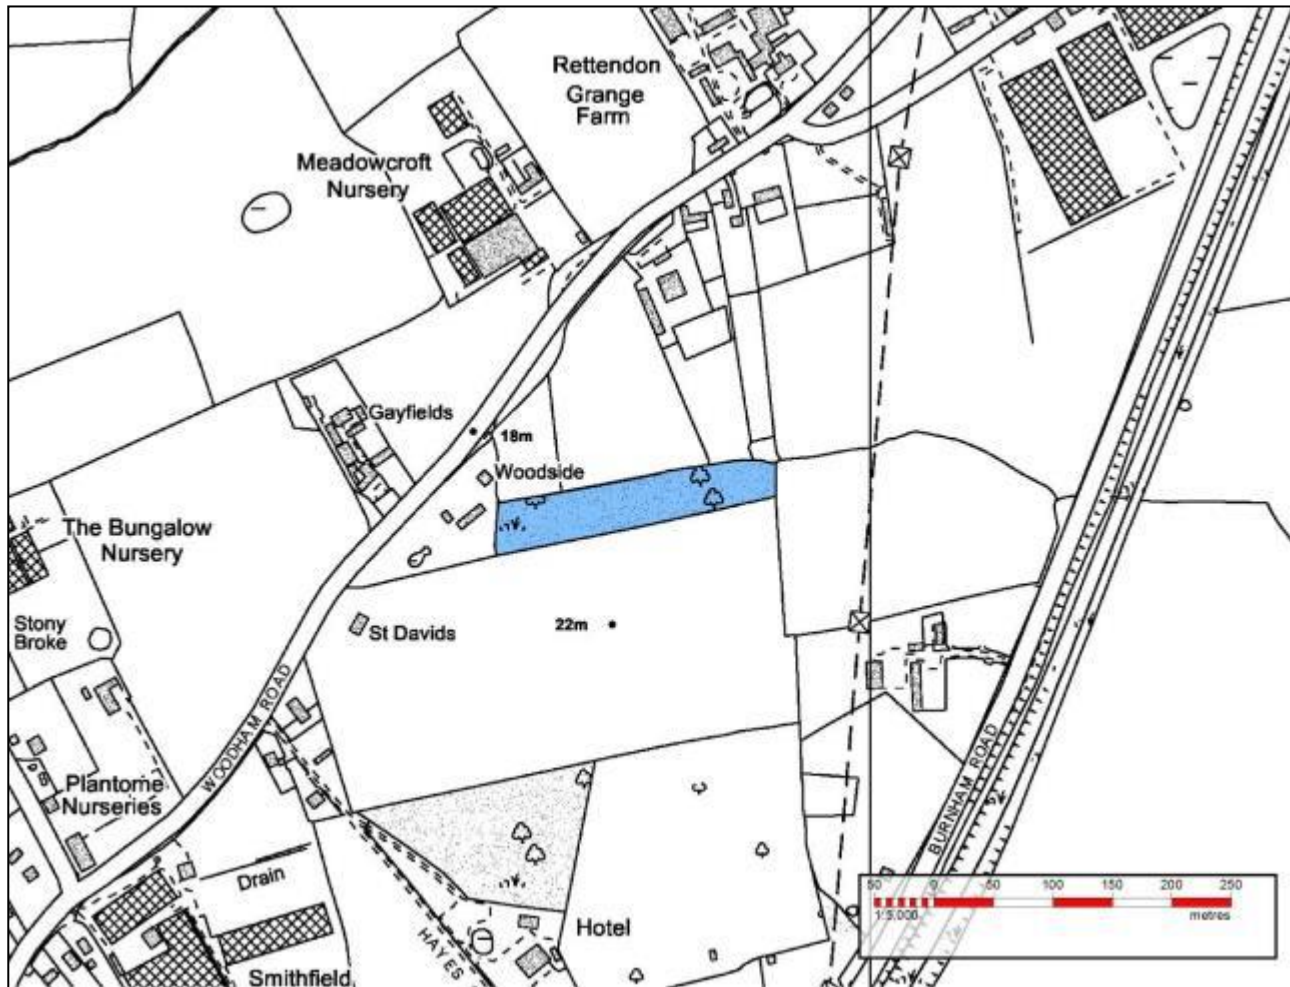 Rettendon
Grange
Farm
Meadowcroft
Nursery
Gayfields
18m
Woodside
The Bungalow
Nursery
Stony
Broke
St Davids
22m
WOODHAM ROAD
Plantome
Nurseries
BURNHAM ROAD
Drain
Hotel
HAYES
Smithfield
50 0 50 100 150 200 250
1:5,000 metres